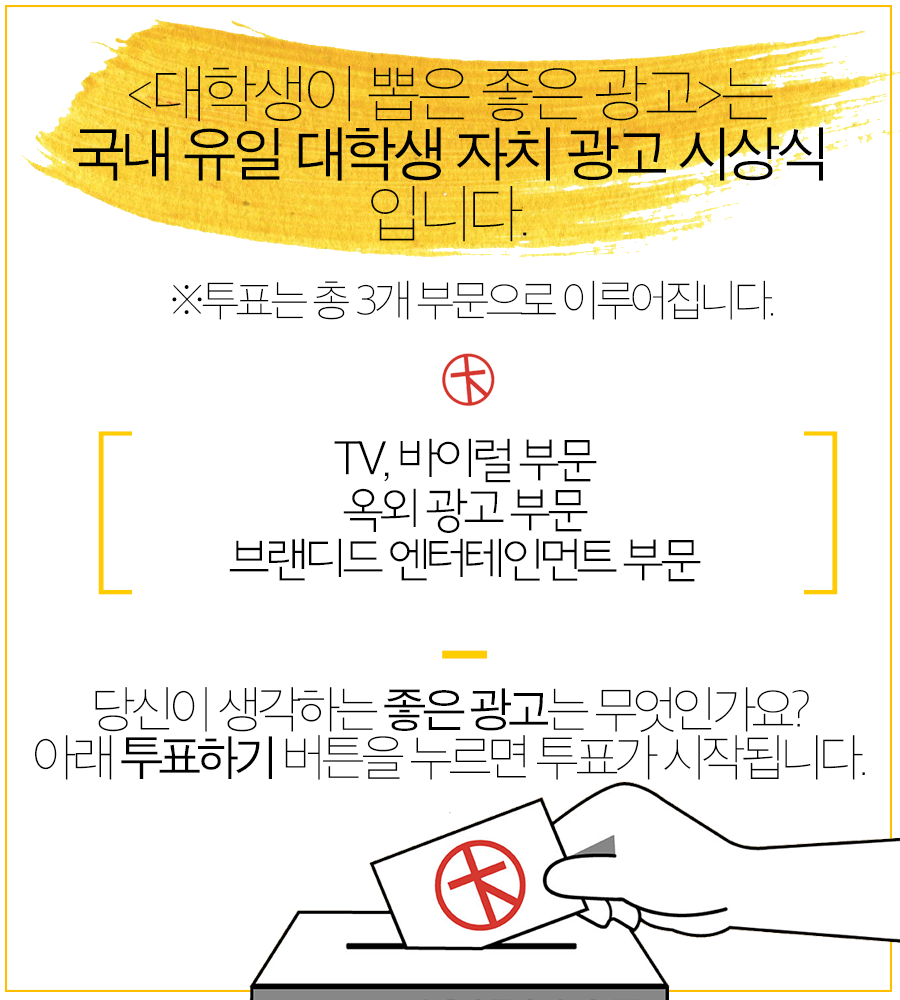 <대학생이 뽑은 좋은 광고>는
국내 유일 대학생 자치 광고 시상식
입니다.
※투표는 총 3개 부문으로 이루어집니다.
TV, 바이럴 부문
옥외 광고 부문
브랜디드 엔터테인먼트 부문
당신이 생각하는 좋은 광고는 무엇인가요?
아래 투표하기 버튼을 누르면 투표가 시작됩니다.